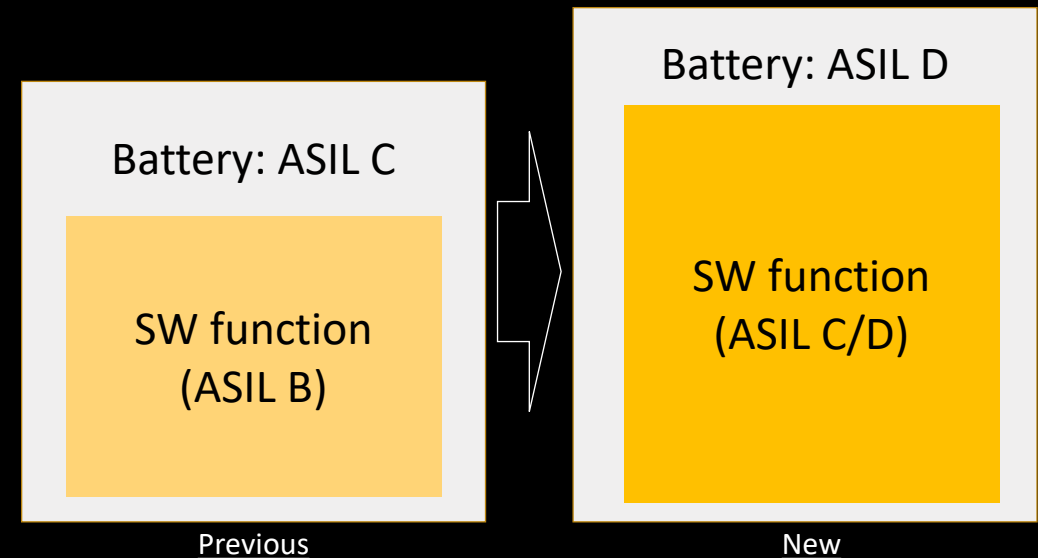 Battery: ASIL C
SW function
(ASIL B)
Previous
Battery: ASIL D
SW function
(ASIL C/D)
New